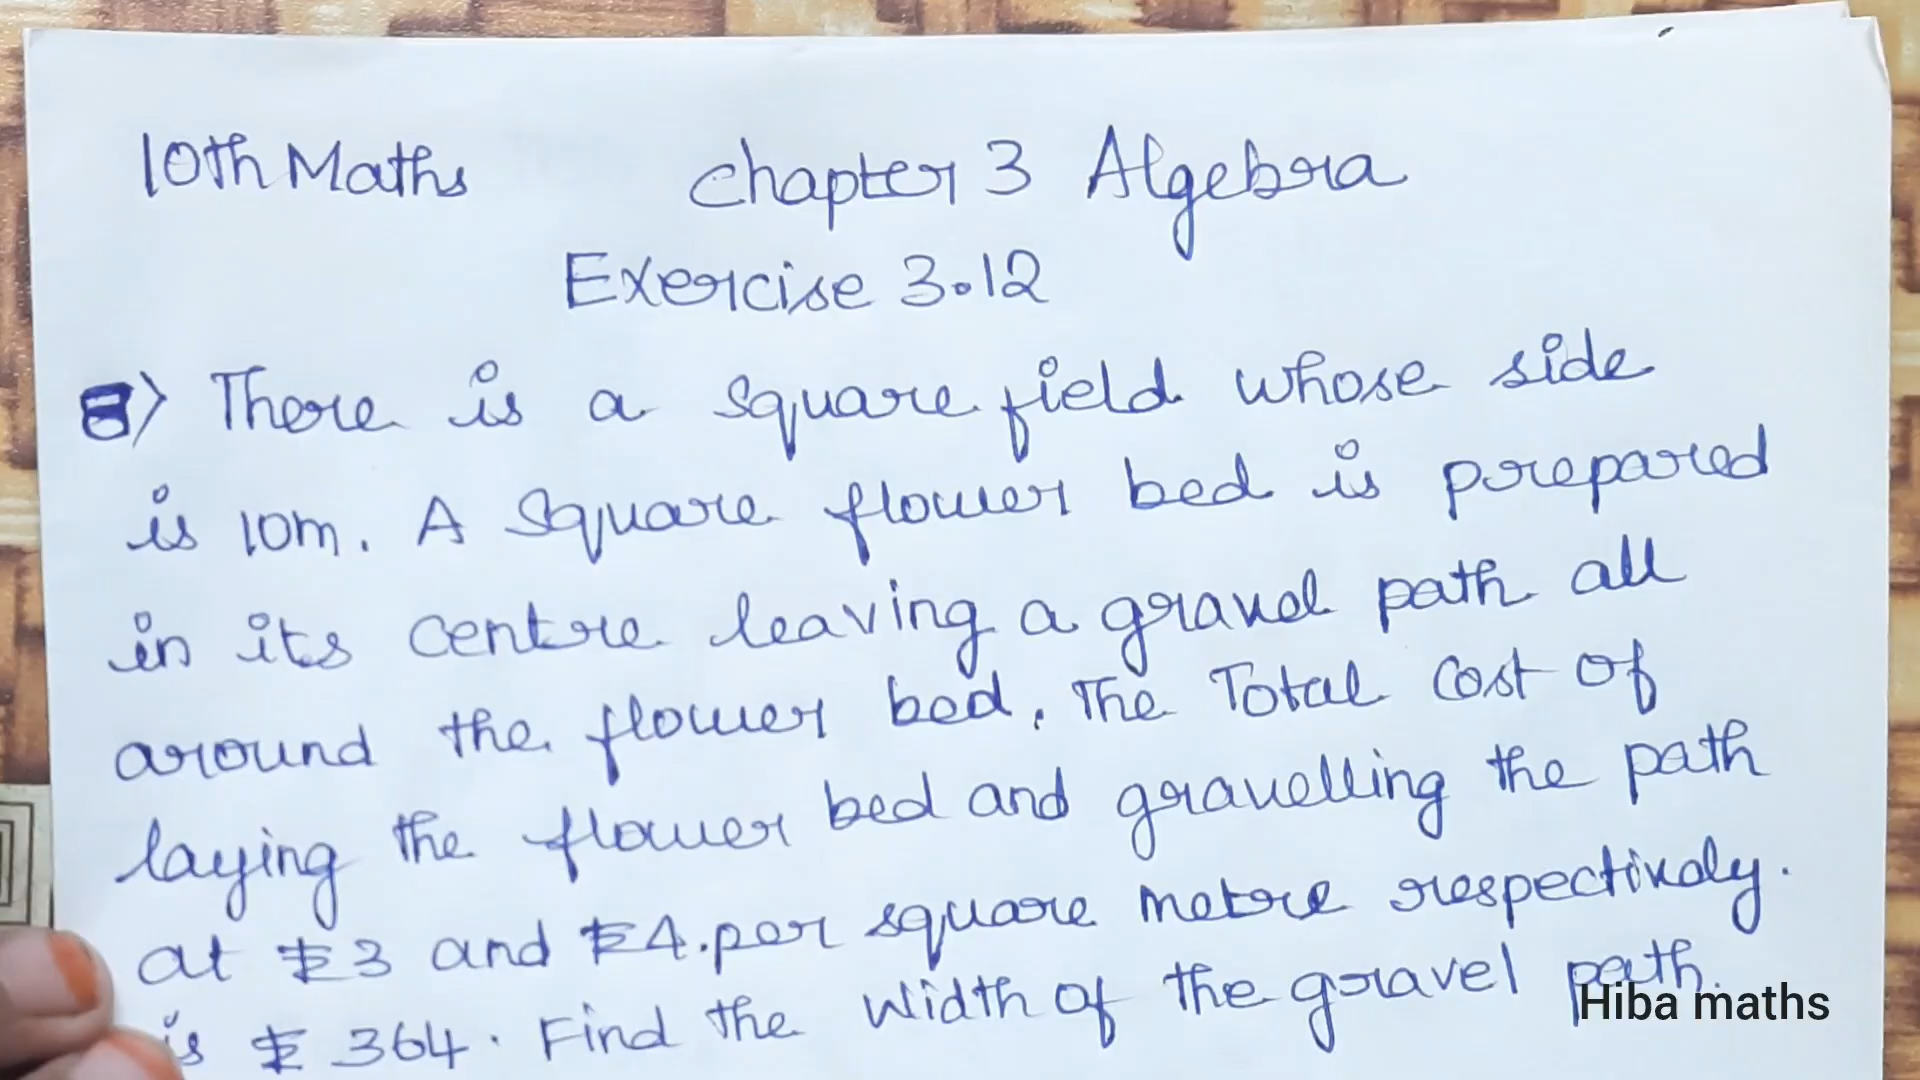 10th Maths chapter 3 Algebra
Exercise 3.12
8) There is a square field whose side
is 10m. A square flower bed is prepared
in its centre leaving a gravel path all
around the flower bed. The Total Cost of
laying the flower bed and gravelling the path
at ₹3 and ₹4.per square metre respectively.
is ₹ 364. Find the width of the gravel path.
Hiba maths